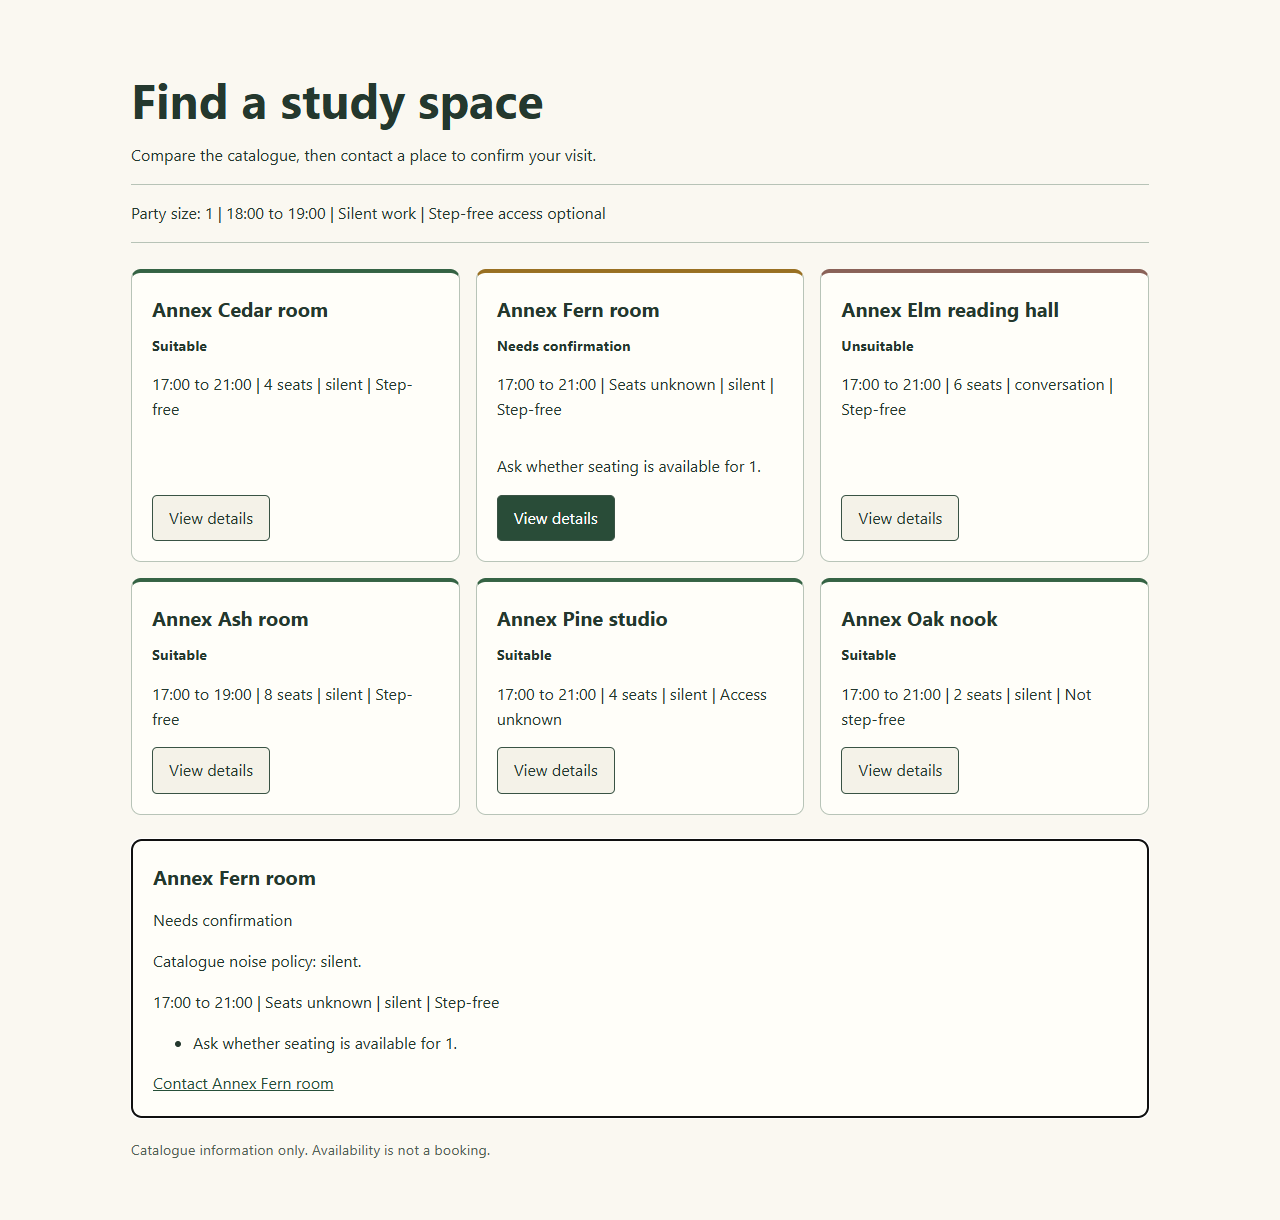 Find a study space
Compare the catalogue, then contact a place to confirm your visit.
Party size: 1 | 18:00 to 19:00 | Silent work | Step-free access optional
Annex Cedar room
Suitable
17:00 to 21:00 | 4 seats | silent | Step-
free
View details
Annex Fern room
Needs confirmation
17:00 to 21:00 | Seats unknown | silent |
Step-free
Ask whether seating is available for 1.
View details
Annex Elm reading hall
Unsuitable
17:00 to 21:00 | 6 seats | conversation |
Step-free
View details
Annex Ash room
Suitable
17:00 to 19:00 | 8 seats | silent | Step-
free
View details
Annex Pine studio
Suitable
17:00 to 21:00 | 4 seats | silent | Access
unknown
View details
Annex Oak nook
Suitable
17:00 to 21:00 | 2 seats | silent | Not
step-free
View details
Annex Fern room
Needs confirmation
Catalogue noise policy: silent.
17:00 to 21:00 | Seats unknown | silent | Step-free
• Ask whether seating is available for 1.
Contact Annex Fern room
Catalogue information only. Availability is not a booking.